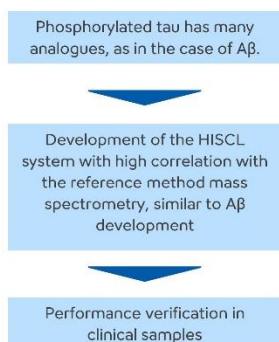 Phosphorylated tau has many
analogues, as in the case of Aβ.
Development of the HISCL
system with high correlation with
the reference method mass
spectrometry, similar to Aβ
development
Performance verification in
clinical samples